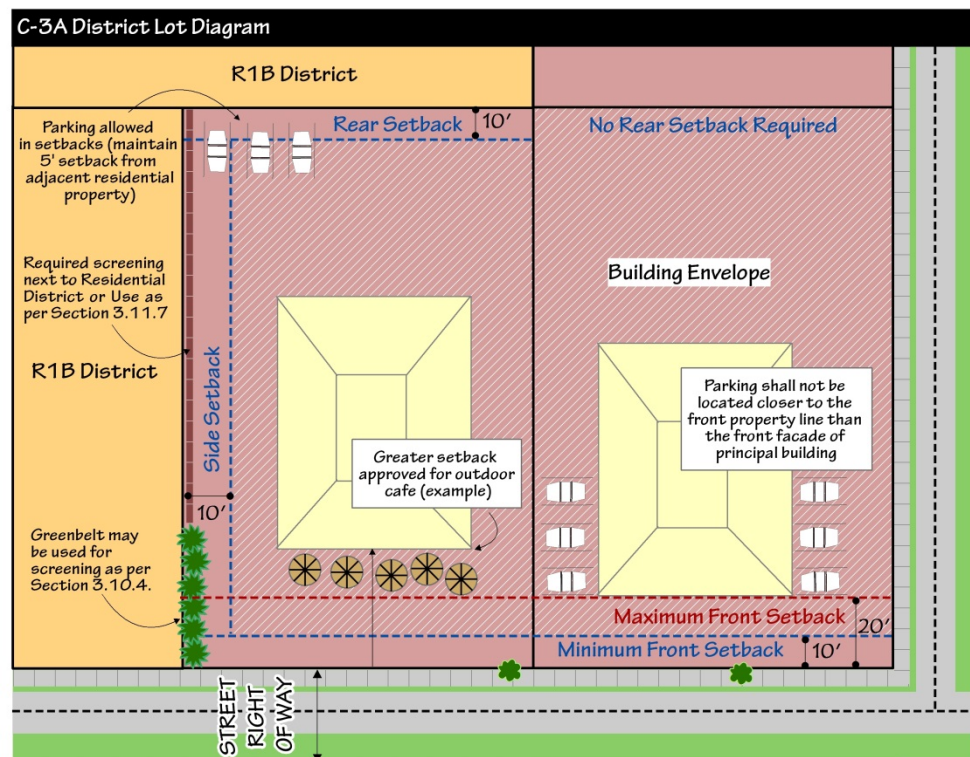 C-3A District Lot Diagram
R1B District
Parking allowed
in setbacks (maintain
5' setback from
adjacent residential
property)
Rear Setback
10'
No Rear Setback Required
Required screening
next to Residential
District or Use as
per Section 3.11.7
Building Envelope
R1B District
Side Setback
Parking shall not be
located closer to the
front property line than
the front facade of
principal building
Greater setback
approved for outdoor
cafe (example)
10'
Greenbelt may
be used for
screening as per
Section 3.10.4.
Maximum Front Setback
20'
Minimum Front Setback
10'
STREET
RIGHT
OF WAY